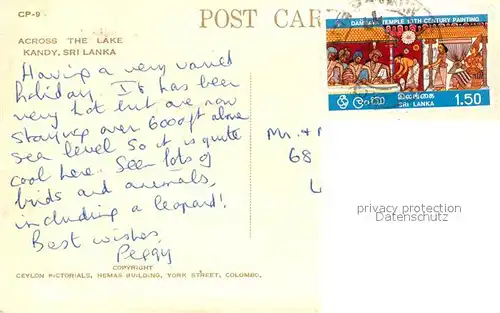 CP-9
POST CAR
ACROSS THE LAKE
KANDY, SRI LANKA
DAMBAVA TEMPLE 18TH CENTURY PAINTING
ශ්‍රී ලංකා
இலங்கை
SRI LANKA
1.50
Having a very varied
holiday. It has been
very hot but are now
staying over 6000ft above
sea level so it is quite
cool here. Seen lots of
birds and animals,
including a leopard!
Best wishes,
Peggy
Mr. +
68
privacy protection
Datenschutz
COPYRIGHT
CEYLON PICTORIALS, HEMAS BUILDING, YORK STREET, COLOMBO.